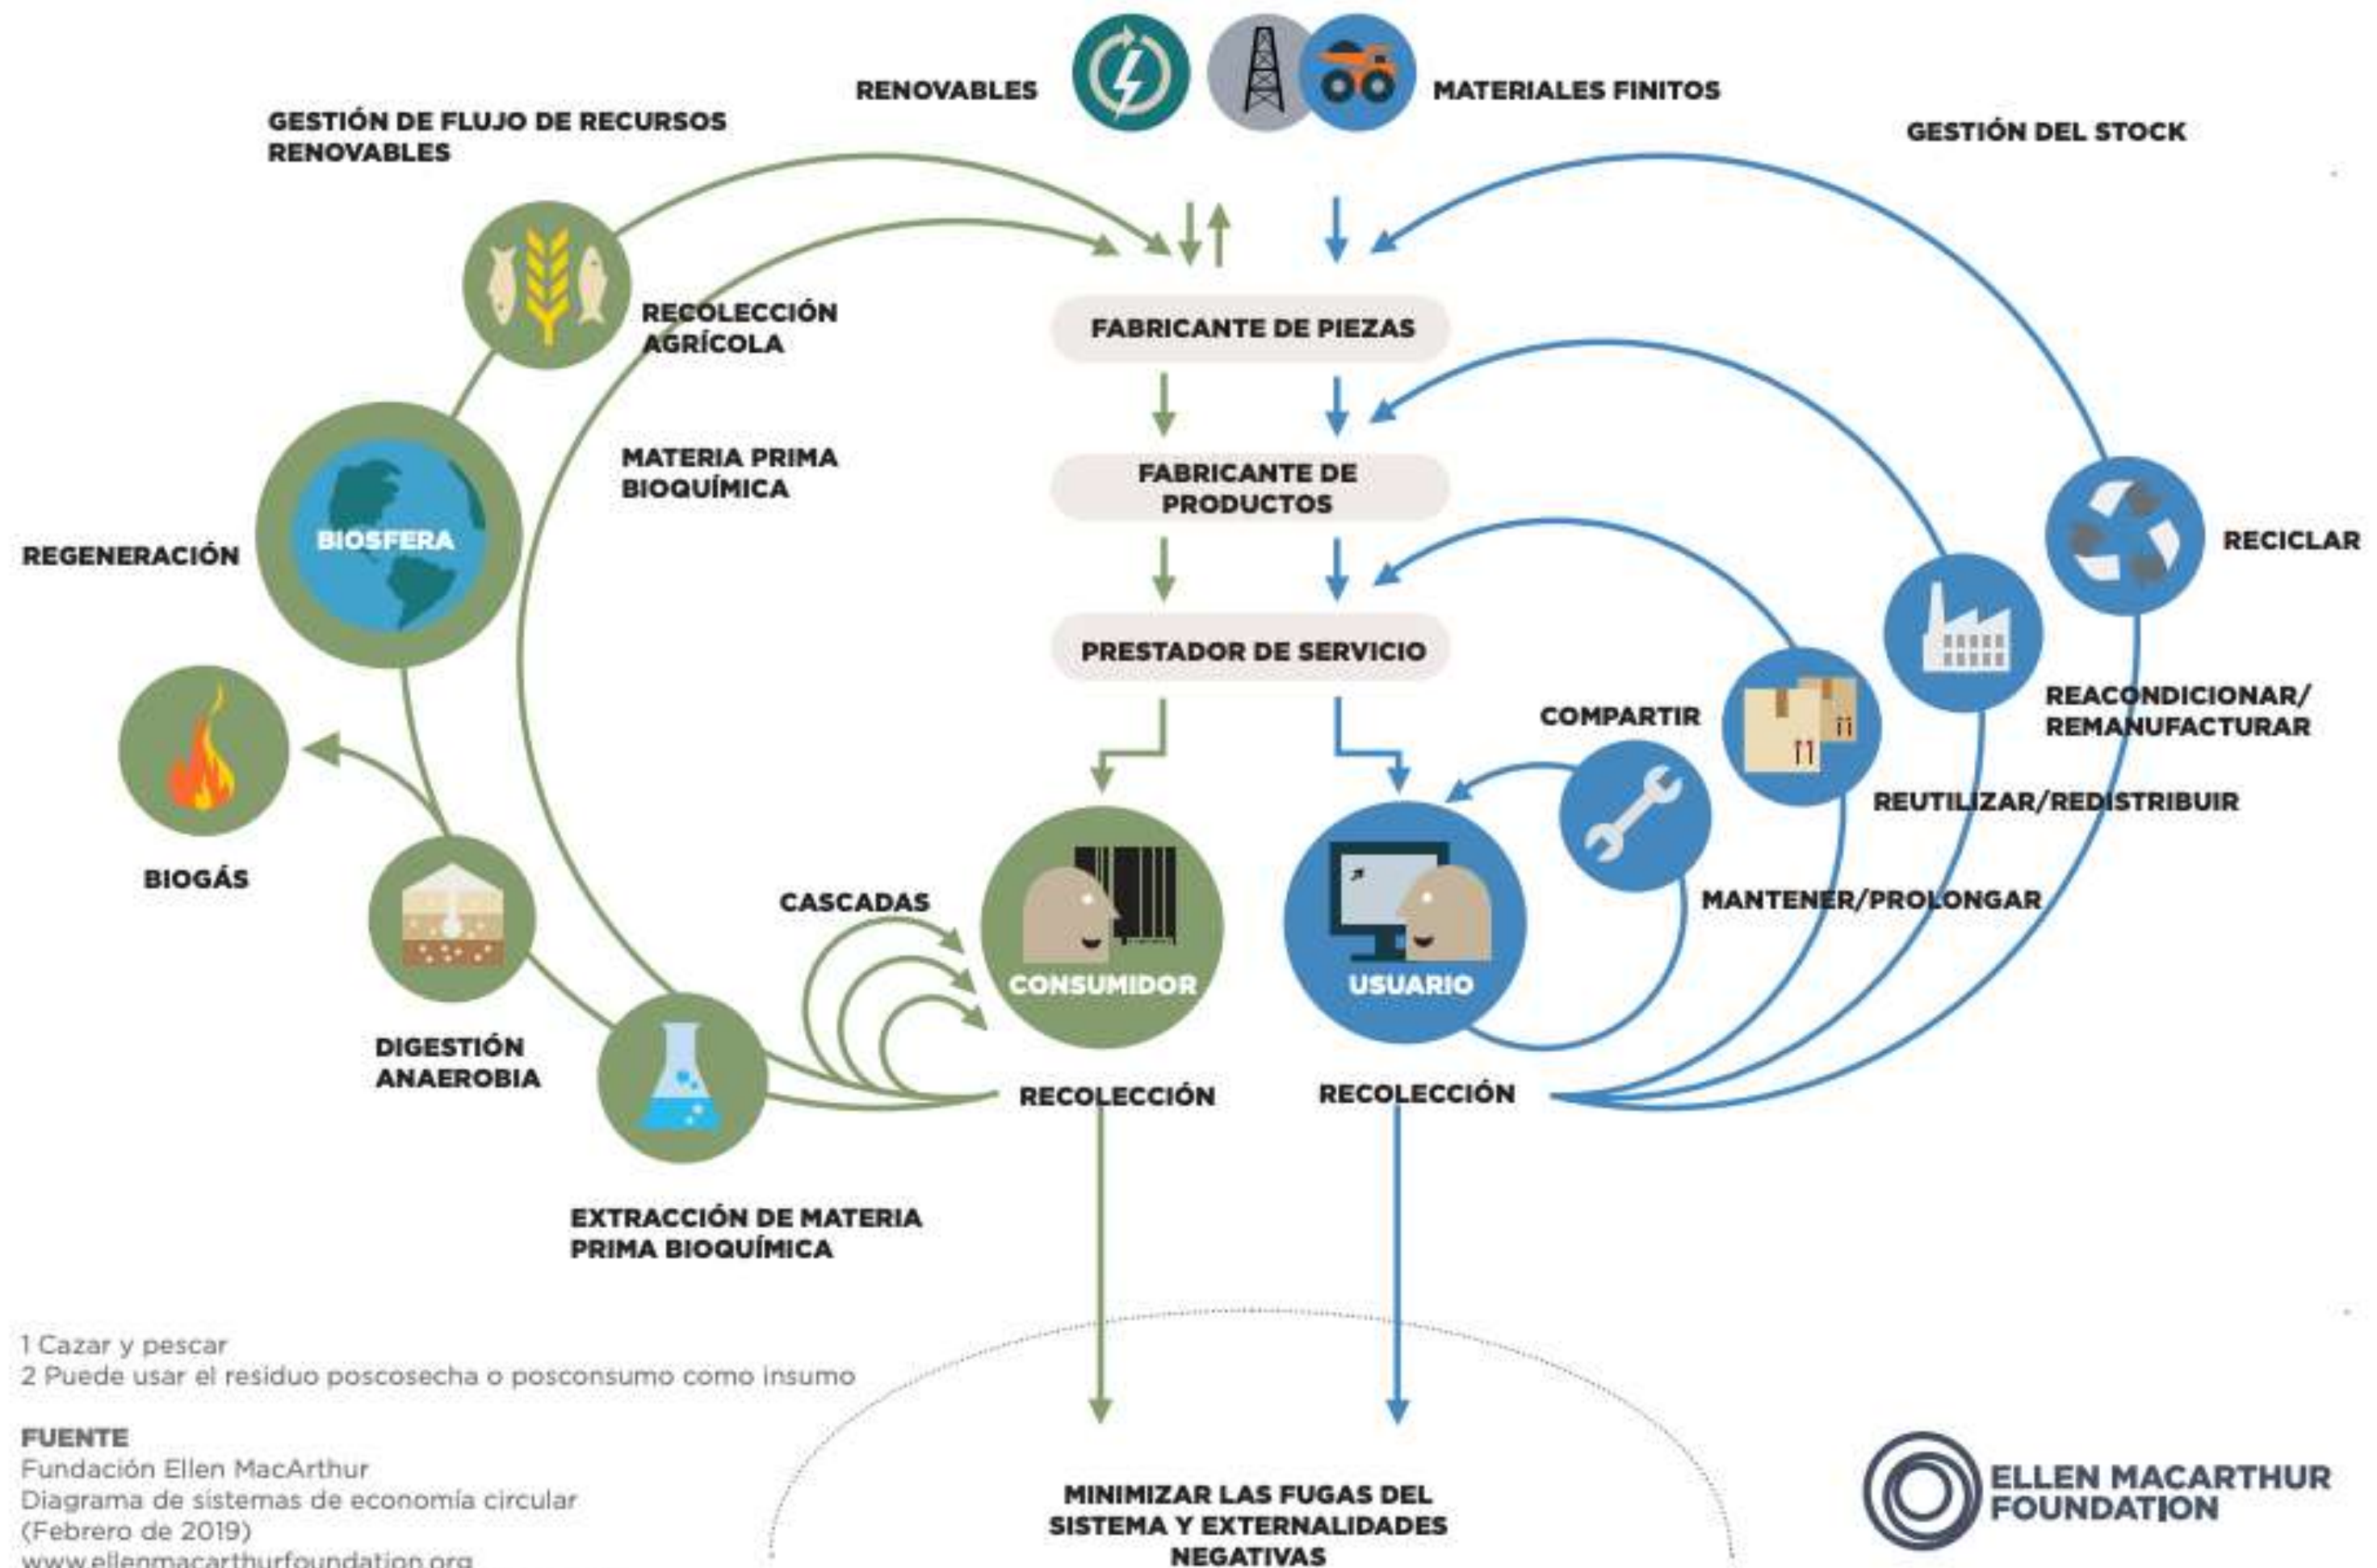 RENOVABLES
MATERIALES FINITOS
GESTIÓN DE FLUJO DE RECURSOS
RENOVABLES
GESTIÓN DEL STOCK
RECOLECCIÓN
AGRÍCOLA
FABRICANTE DE PIEZAS
MATERIA PRIMA
BIOQUÍMICA
FABRICANTE DE
PRODUCTOS
REGENERACIÓN
BIOSFERA
RECICLAR
PRESTADOR DE SERVICIO
COMPARTIR
REACONDICIONAR/
REMANUFACTURAR
REUTILIZAR/REDISTRIBUIR
BIOGÁS
CASCADAS
MANTENER/PROLONGAR
CONSUMIDOR
USUARIO
DIGESTIÓN
ANAEROBIA
RECOLECCIÓN
RECOLECCIÓN
EXTRACCIÓN DE MATERIA
PRIMA BIOQUÍMICA
1 Cazar y pescar
2 Puede usar el residuo poscosecha o posconsumo como insumo
FUENTE
Fundación Ellen MacArthur
Diagrama de sistemas de economía circular
(Febrero de 2019)
www.ellenmacarthurfoundation.org
MINIMIZAR LAS FUGAS DEL
SISTEMA Y EXTERNALIDADES
NEGATIVAS
ELLEN MACARTHUR
FOUNDATION